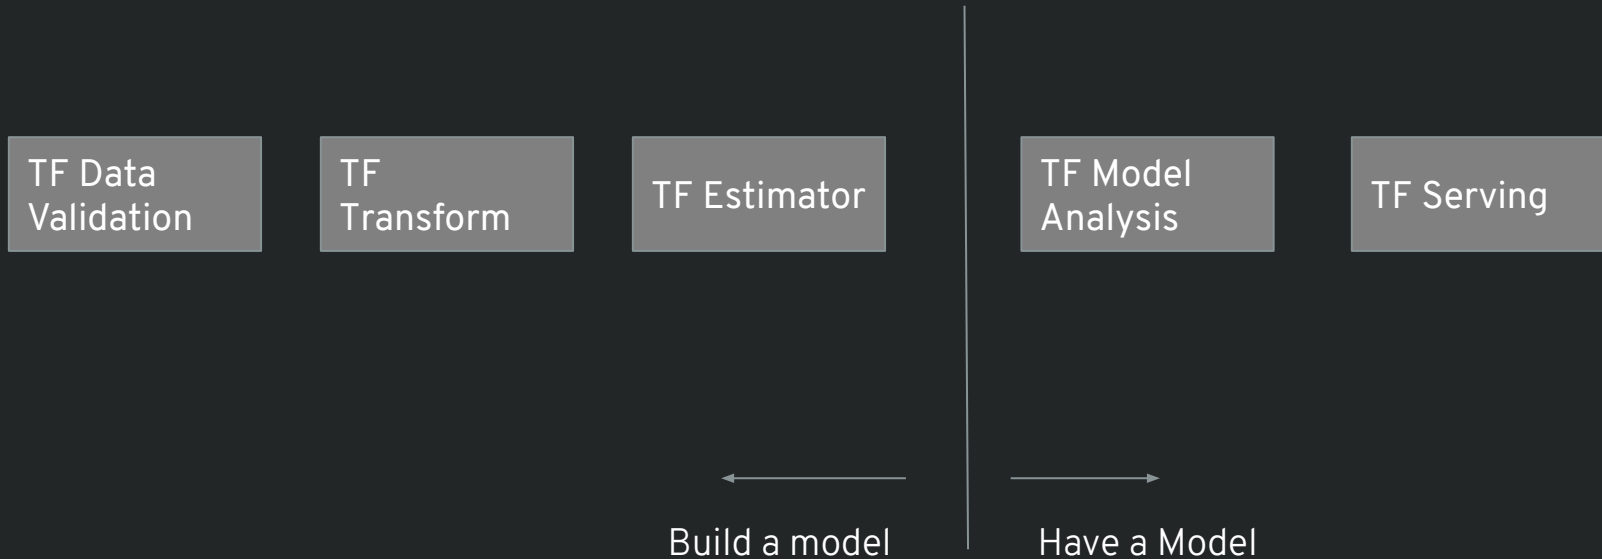 TF Data
Validation
TF
Transform
TF Estimator
TF Model
Analysis
TF Serving
Build a model
Have a Model